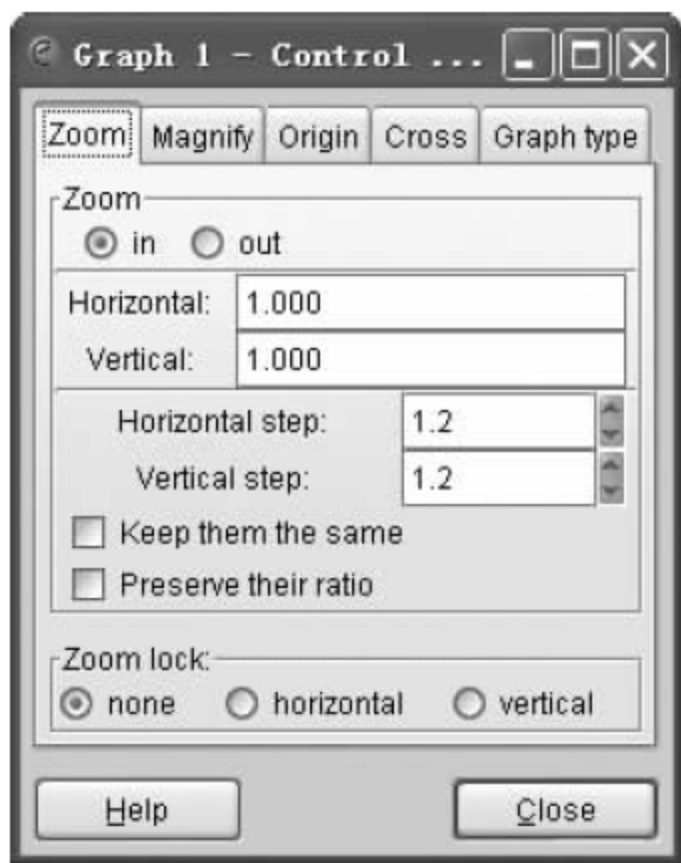 Graph 1 - Control ...
Zoom Magnify Origin Cross Graph type
Zoom
in out
Horizontal: 1.000
Vertical: 1.000
Horizontal step: 1.2
Vertical step: 1.2
Keep them the same
Preserve their ratio
Zoom lock:
none horizontal vertical
Help Close